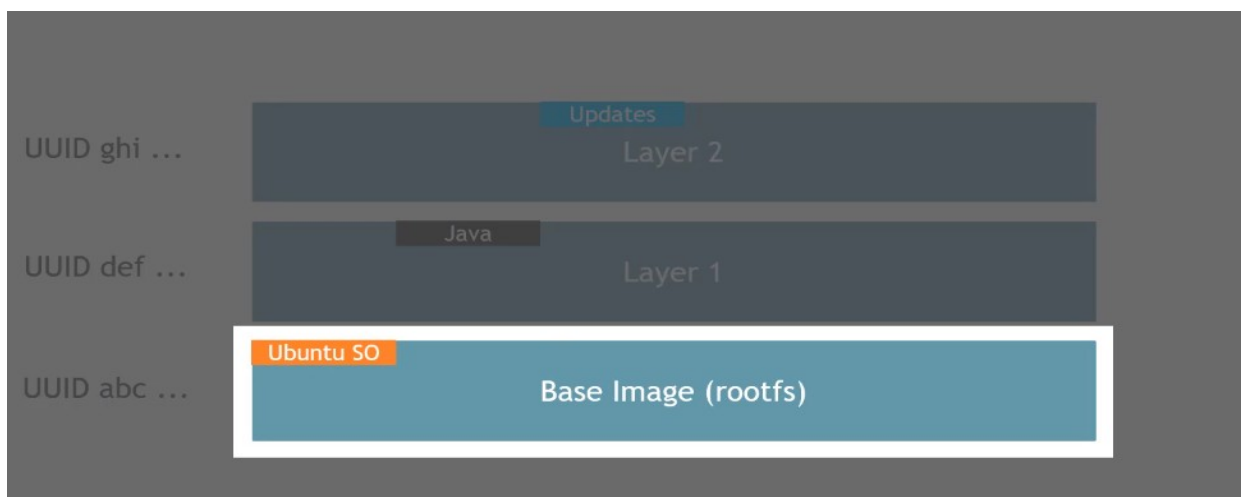 Updates
UUID ghi ...
Layer 2
Java
UUID def ...
Layer 1
Ubuntu SO
UUID abc ...
Base Image (rootfs)